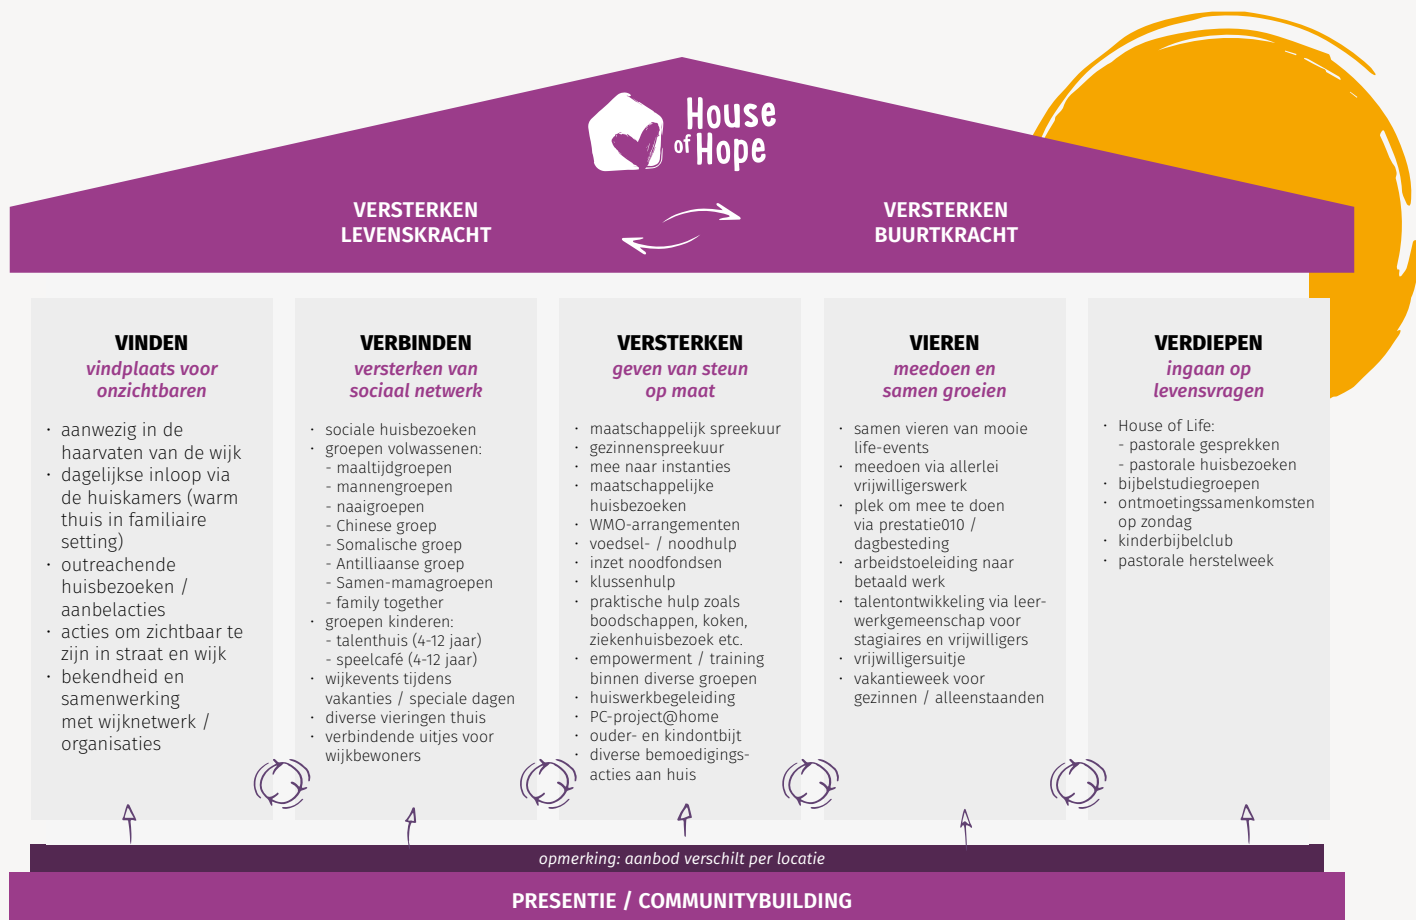 House
of Hope
VERSTERKEN
LEVENSKRACHT
VERSTERKEN
BUURTKRACHT
VINDEN
vindplaats voor
onzichtbaren
· aanwezig in de
haarvaten van de wijk
· dagelijkse inloop via
de huiskamers (warm
thuis in familiaire
setting)
· outreachende
huisbezoeken /
aanbelacties
· acties om zichtbaar te
zijn in straat en wijk
· bekendheid en
samenwerking
met wijknetwerk /
organisaties
VERBINDEN
versterken van
sociaal netwerk
· sociale huisbezoeken
· groepen volwassenen:
- maaltijdgroepen
- mannengroepen
- naaigroepen
- Chinese groep
- Somalische groep
- Antilliaanse groep
- Samen-mamagroepen
- family together
· groepen kinderen:
- talenthuis (4-12 jaar)
- speelcafé (4-12 jaar)
· wijkevents tijdens
vakanties / speciale dagen
· diverse vieringen thuis
· verbindende uitjes voor
wijkbewoners
VERSTERKEN
geven van steun
op maat
· maatschappelijk spreekuur
· gezinnenspreekuur
· mee naar instanties
· maatschappelijke
huisbezoeken
· WMO-arrangementen
· voedsel- / noodhulp
· inzet noodfondsen
· klussenhulp
· praktische hulp zoals
boodschappen, koken,
ziekenhuisbezoek etc.
· empowerment / training
binnen diverse groepen
· huiswerkbegeleiding
· PC-project@home
· ouder- en kindontbijt
· diverse bemoedigings-
acties aan huis
VIEREN
meedoen en
samen groeien
· samen vieren van mooie
life-events
· meedoen via allerlei
vrijwilligerswerk
· plek om mee te doen
via prestatie010 /
dagbesteding
· arbeidstoeleiding naar
betaald werk
· talentontwikkeling via leer-
werkgemeenschap voor
stagiaires en vrijwilligers
· vrijwilligersuitje
· vakantieweek voor
gezinnen / alleenstaanden
VERDIEPEN
ingaan op
levensvragen
· House of Life:
- pastorale gesprekken
- pastorale huisbezoeken
· bijbelstudiegroepen
· ontmoetingssamenkomsten
op zondag
· kinderbijbelclub
· pastorale herstelweek
opmerking: aanbod verschilt per locatie
PRESENTIE / COMMUNITYBUILDING